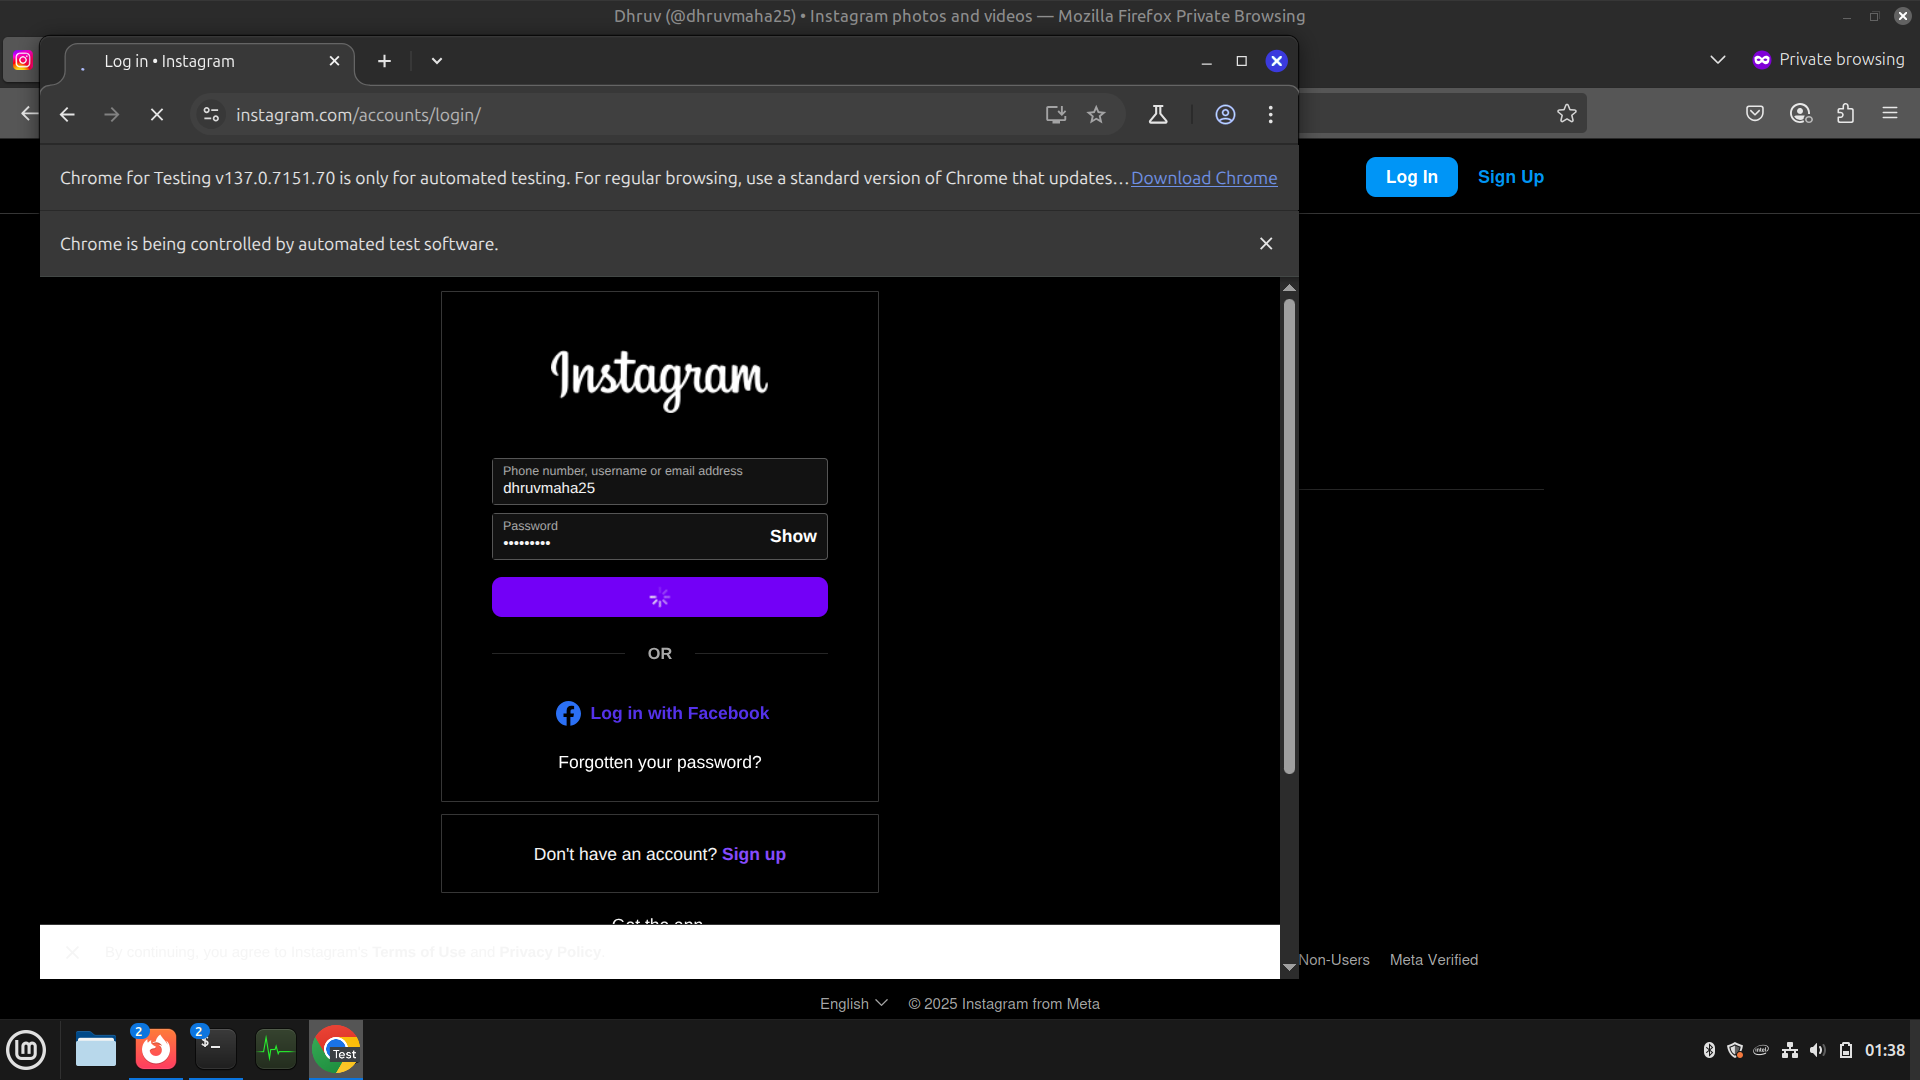 Dhruv (@dhruvmaha25) • Instagram photos and videos — Mozilla Firefox Private Browsing
Log in • Instagram
Private browsing
instagram.com/accounts/login/
Chrome for Testing v137.0.7151.70 is only for automated testing. For regular browsing, use a standard version of Chrome that updates… Download Chrome
Log In Sign Up
Chrome is being controlled by automated test software.
Instagram
Phone number, username or email address
dhruvmaha25
Password
•••••••••
Show
OR
Log in with Facebook
Forgotten your password?
Don't have an account? Sign up
Get the app
By continuing, you agree to Instagram's Terms of Use and Privacy Policy.
Non-Users Meta Verified
English © 2025 Instagram from Meta
2
2
$_
Test
intel
01:38